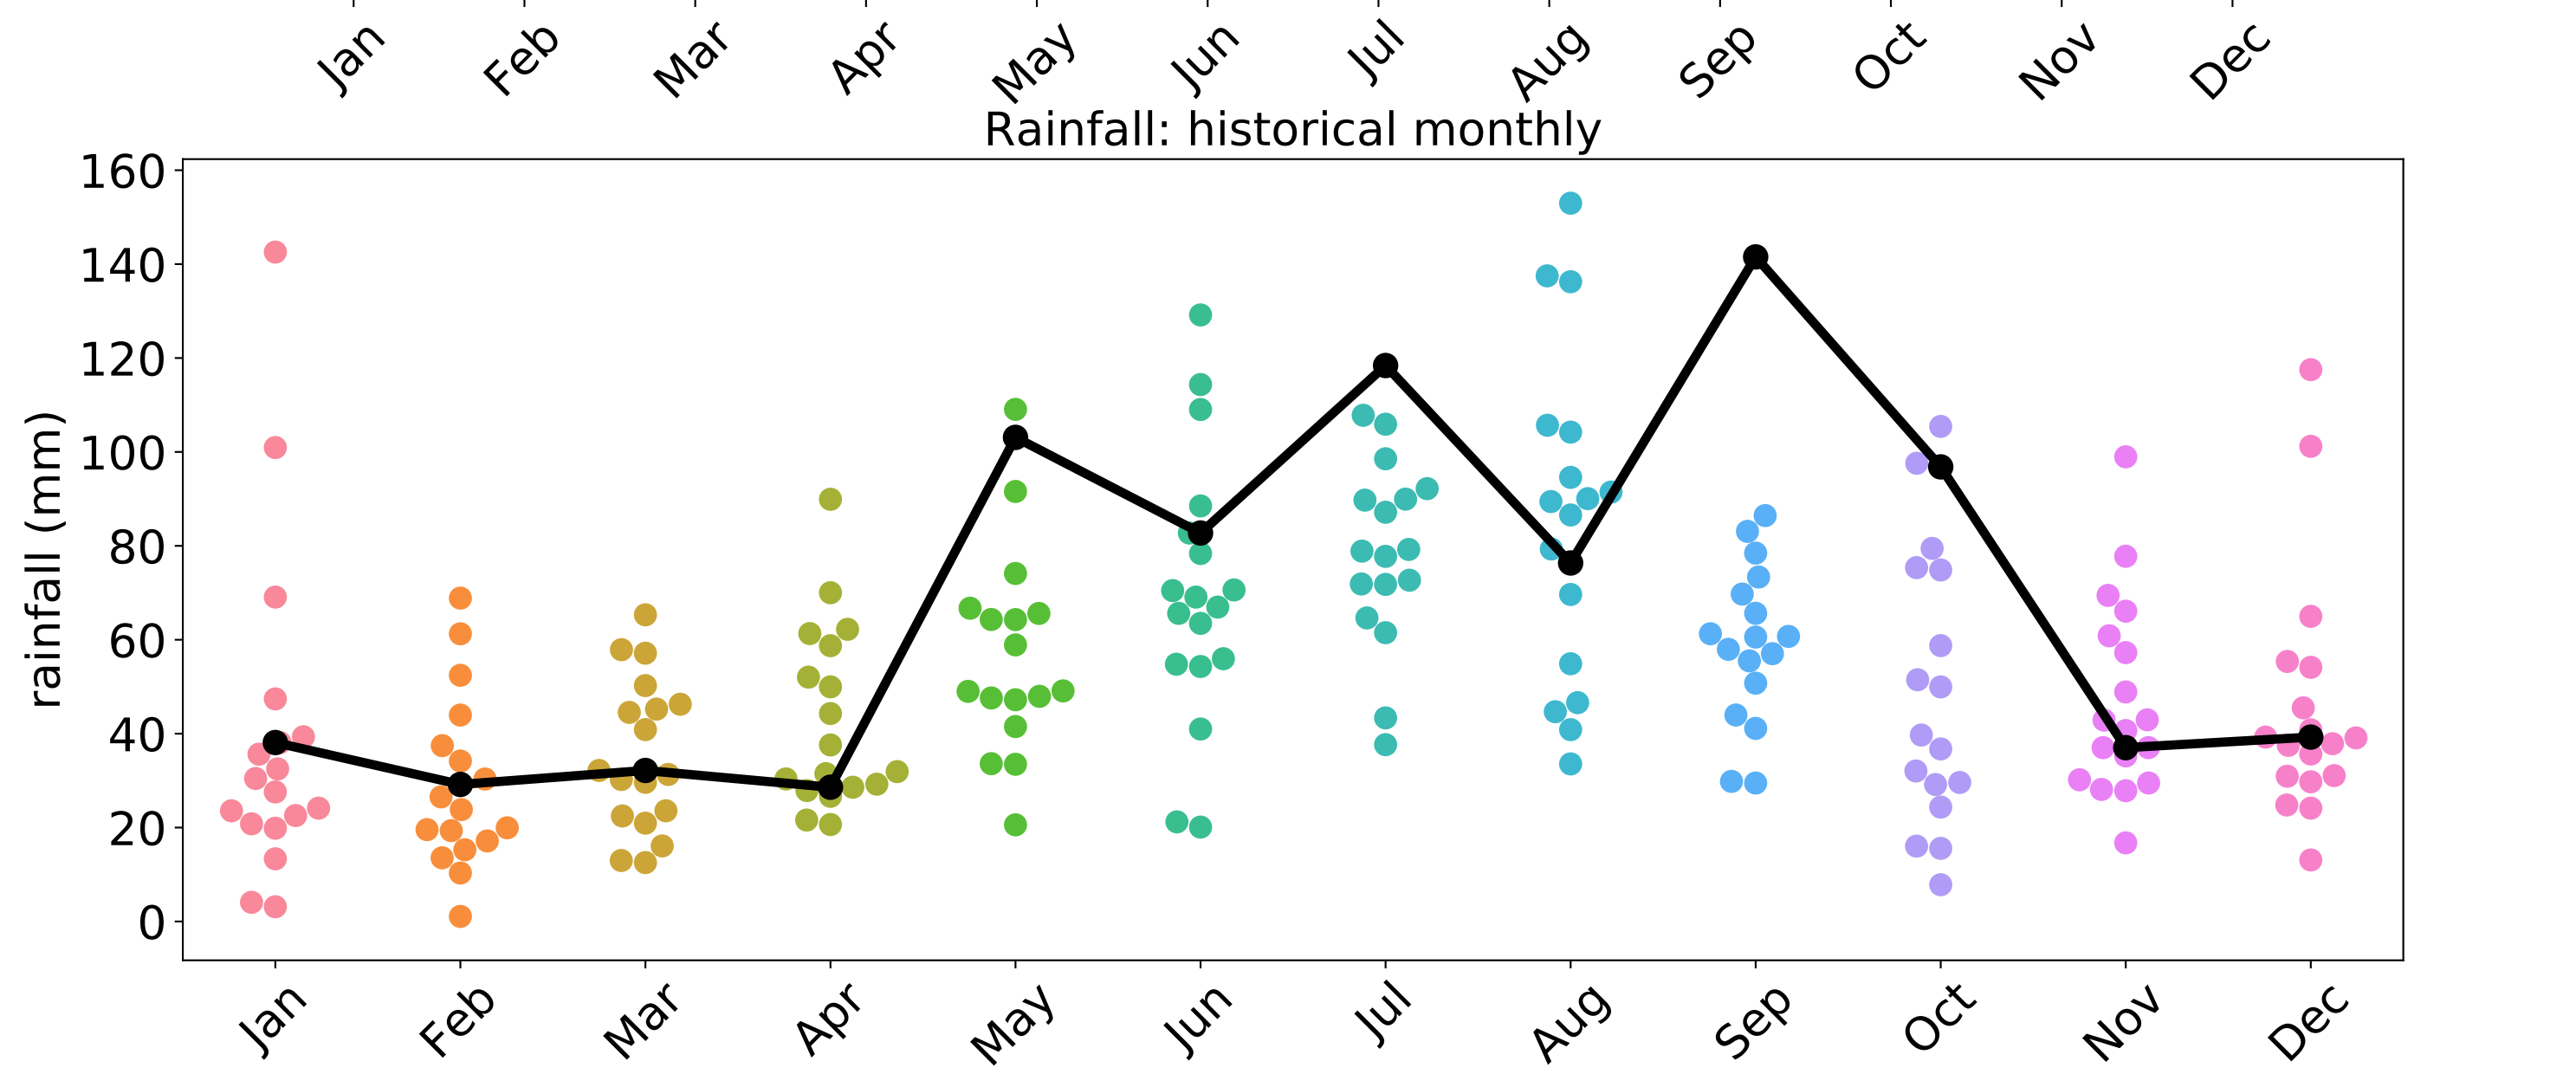 Jan Feb Mar Apr May Jun Jul Aug Sep Oct Nov Dec
Rainfall: historical monthly
160
140
120
100
80
60
40
20
0
rainfall (mm)
Jan Feb Mar Apr May Jun Jul Aug Sep Oct Nov Dec